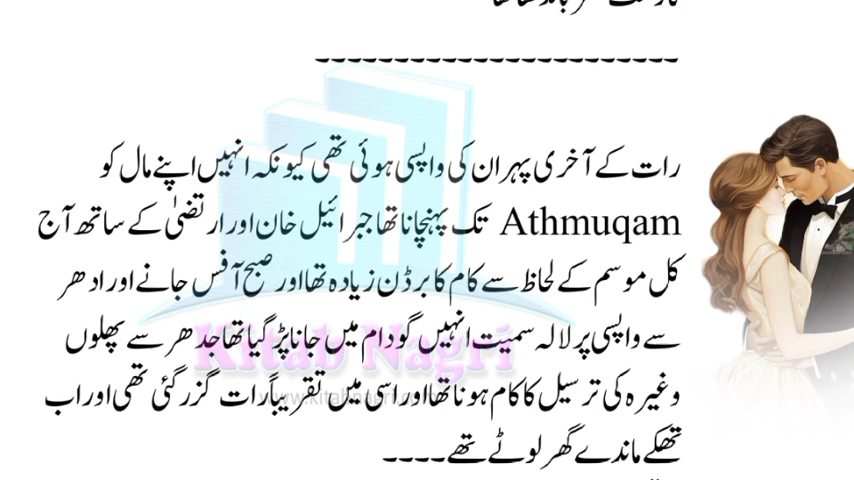 -----------------------
رات کے آخری پہر ان کی واپسی ہوئی تھی کیونکہ انہیں اپنے مال کو
Athmuqam تک پہنچانا تھا جبرائیل خان اور ارتضیٰ کے ساتھ آج
کل موسم کے لحاظ سے کام کا برڈن زیادہ تھا اور صبح آفس جانے اور ادھر
سے واپسی پر لالہ سمیت انہیں گودام میں جانا پڑ گیا تھا جدھر سے پھلوں
Kitab Nagri
وغیرہ کی ترسیل کا کام ہونا تھا اور اسی میں تقریباً رات گزر گئی تھی اور اب
تھکے ماندے گھر لوٹے تھے ----